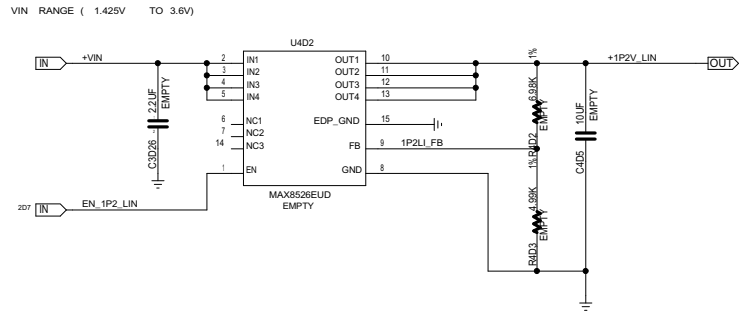 VIN RANGE ( 1.425V TO 3.6V)
U4D2
IN
+VIN
2 IN1
3 IN2
4 IN3
5 IN4
6 NC1
7 NC2
14 NC3
1 EN
OUT1 10
OUT2 11
OUT3 12
OUT4 13
EDP_GND 15
FB 9 1P2LI_FB
GND 8
MAX8526EUD
EMPTY
C3D26
2.2UF
EMPTY
2D7 IN EN_1P2_LIN
1%
6.98K
EMPTY
R4D2
1%
4.99K
EMPTY
R4D3
10UF
EMPTY
C4D5
+1P2V_LIN
OUT